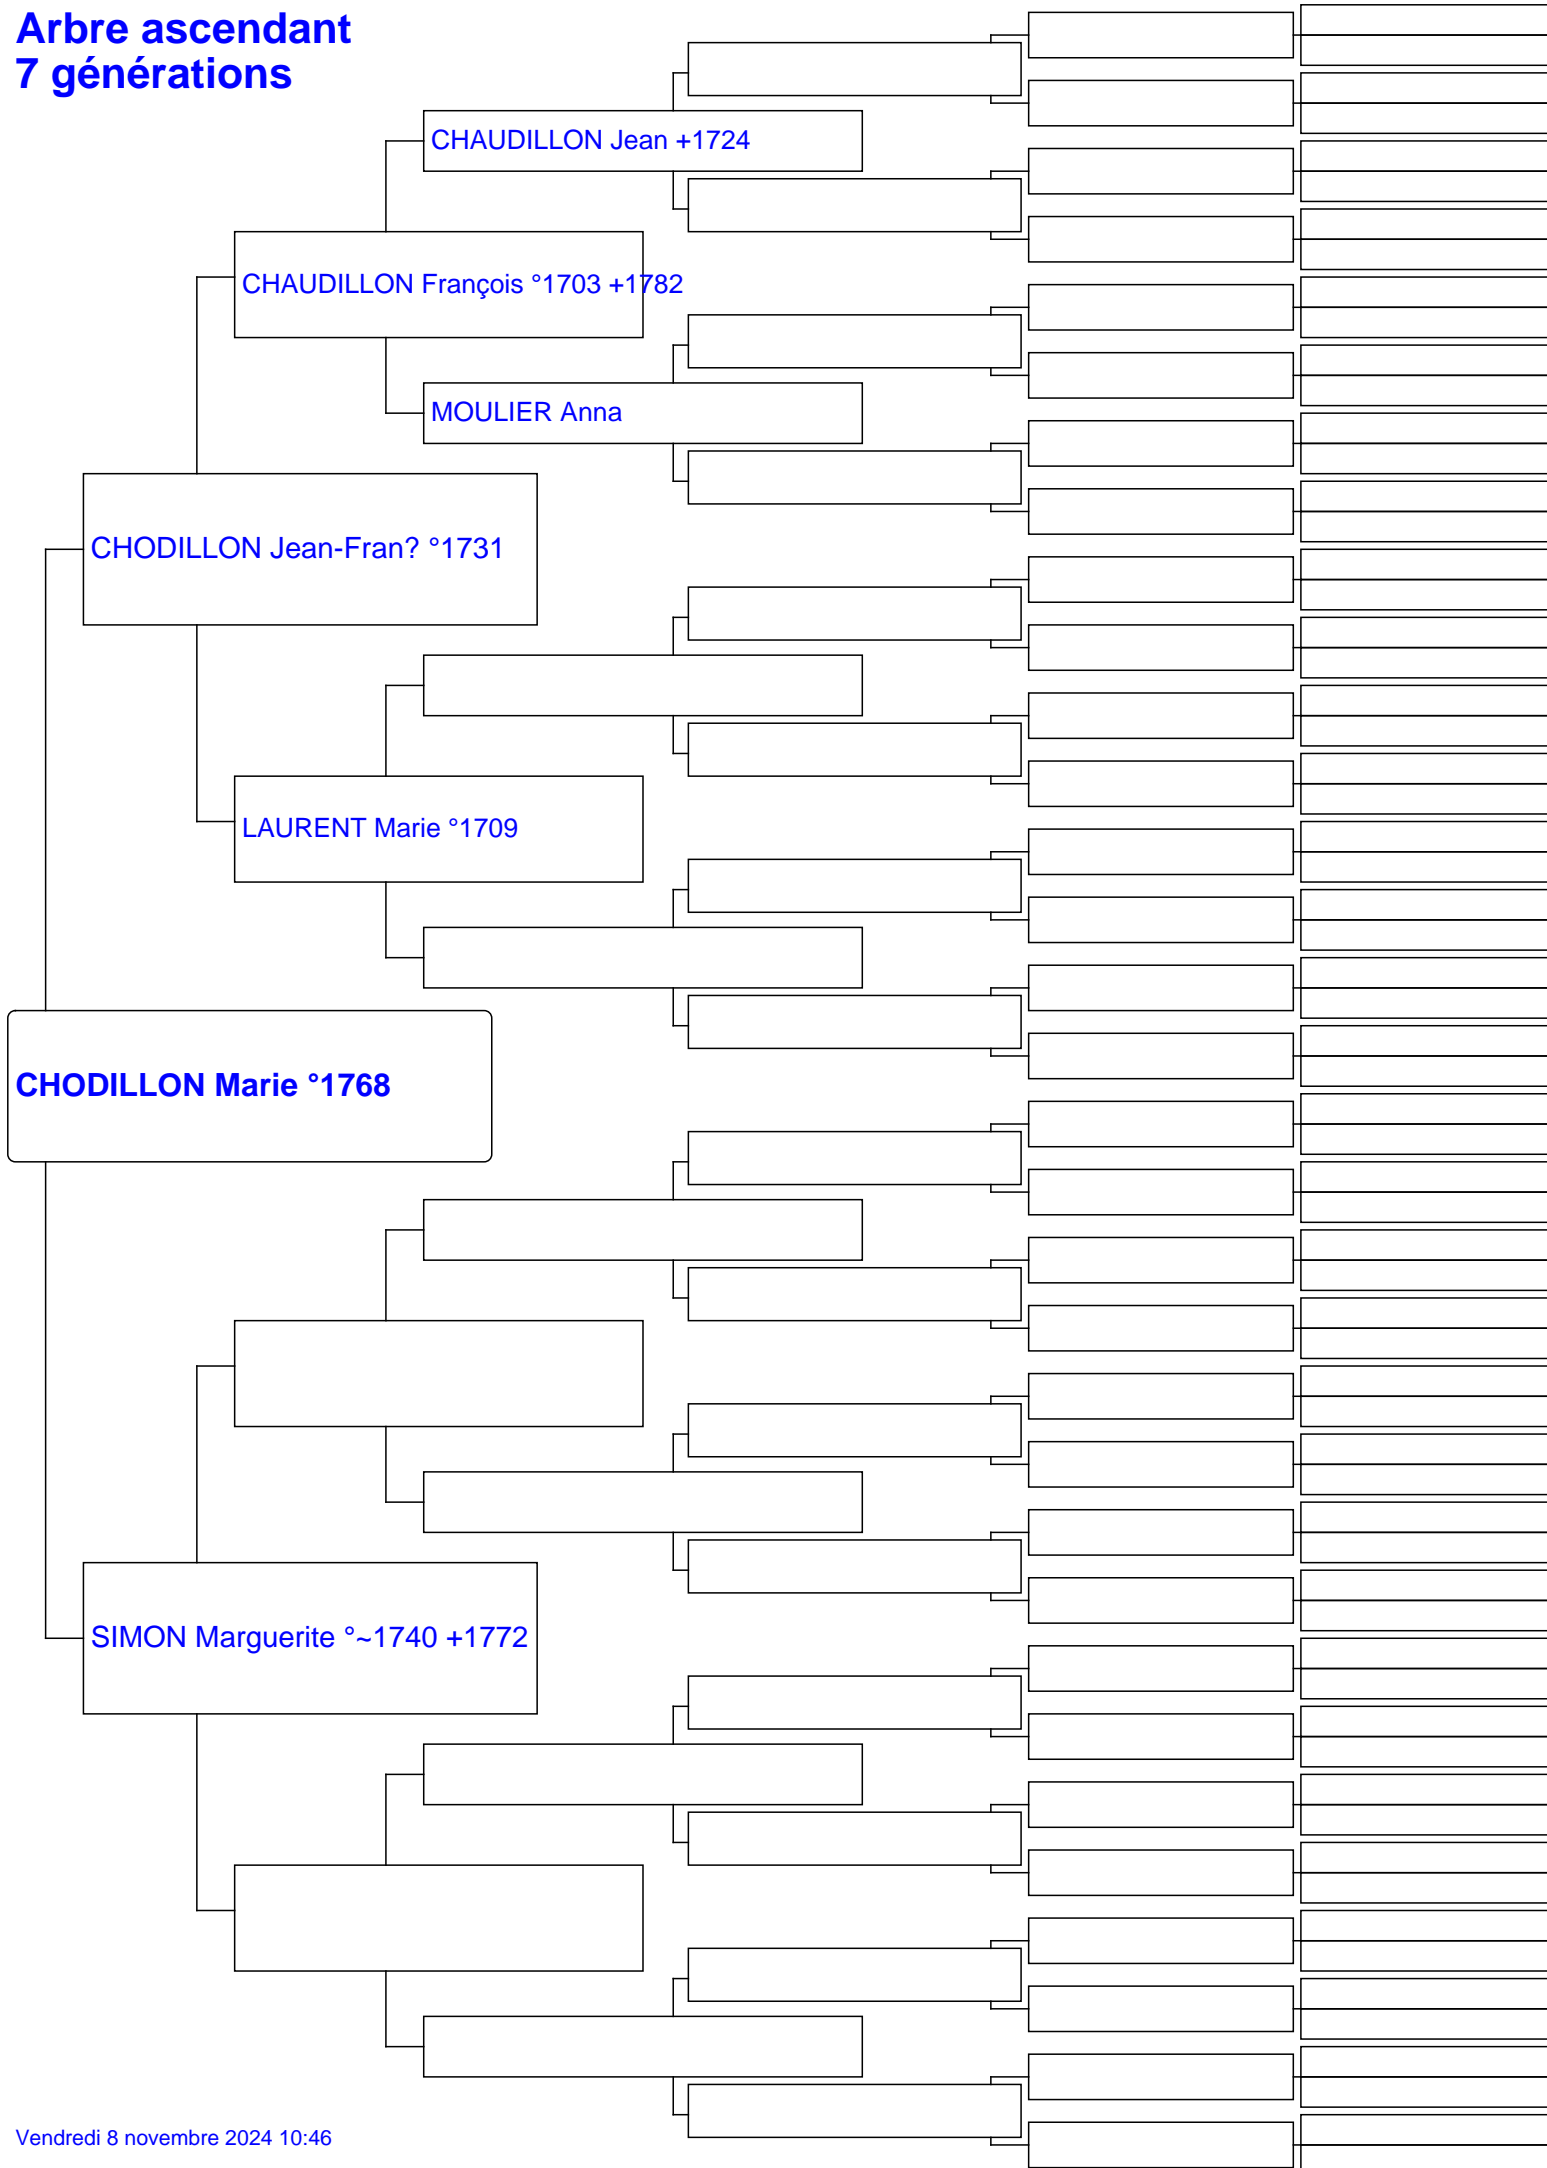 Arbre ascendant
7 générations
CHAUDILLON Jean +1724
CHAUDILLON François °1703 +1782
MOULIER Anna
CHODILLON Jean-Fran? °1731
LAURENT Marie °1709
CHODILLON Marie °1768
SIMON Marguerite °~1740 +1772
Vendredi 8 novembre 2024 10:46